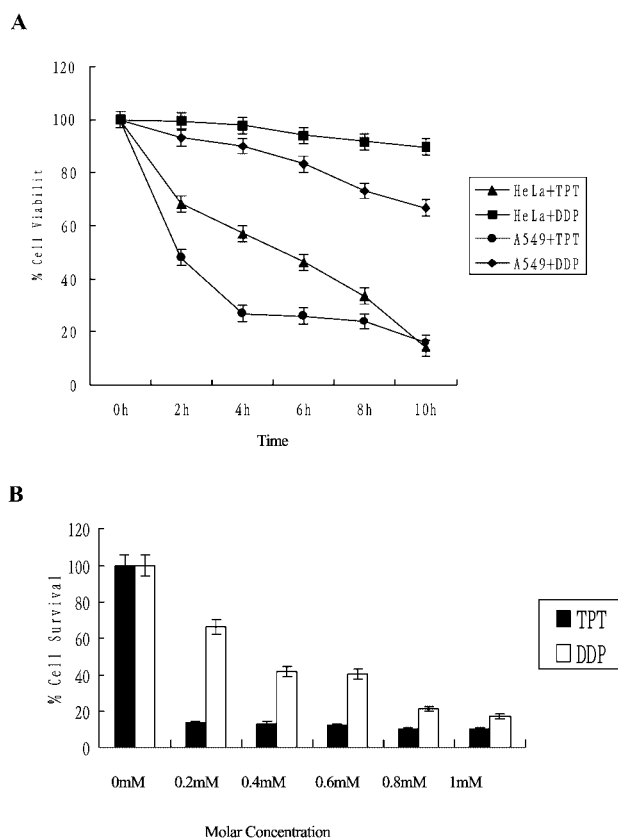 A
120
100
80
60
40
20
0
% Cell Viabilit
0h 2h 4h 6h 8h 10h
Time
HeLa+TPT
HeLa+DDP
A549+TPT
A549+DDP
B
120
100
80
60
40
20
0
% Cell Survival
0mM 0.2mM 0.4mM 0.6mM 0.8mM 1mM
Molar Concentration
TPT
DDP